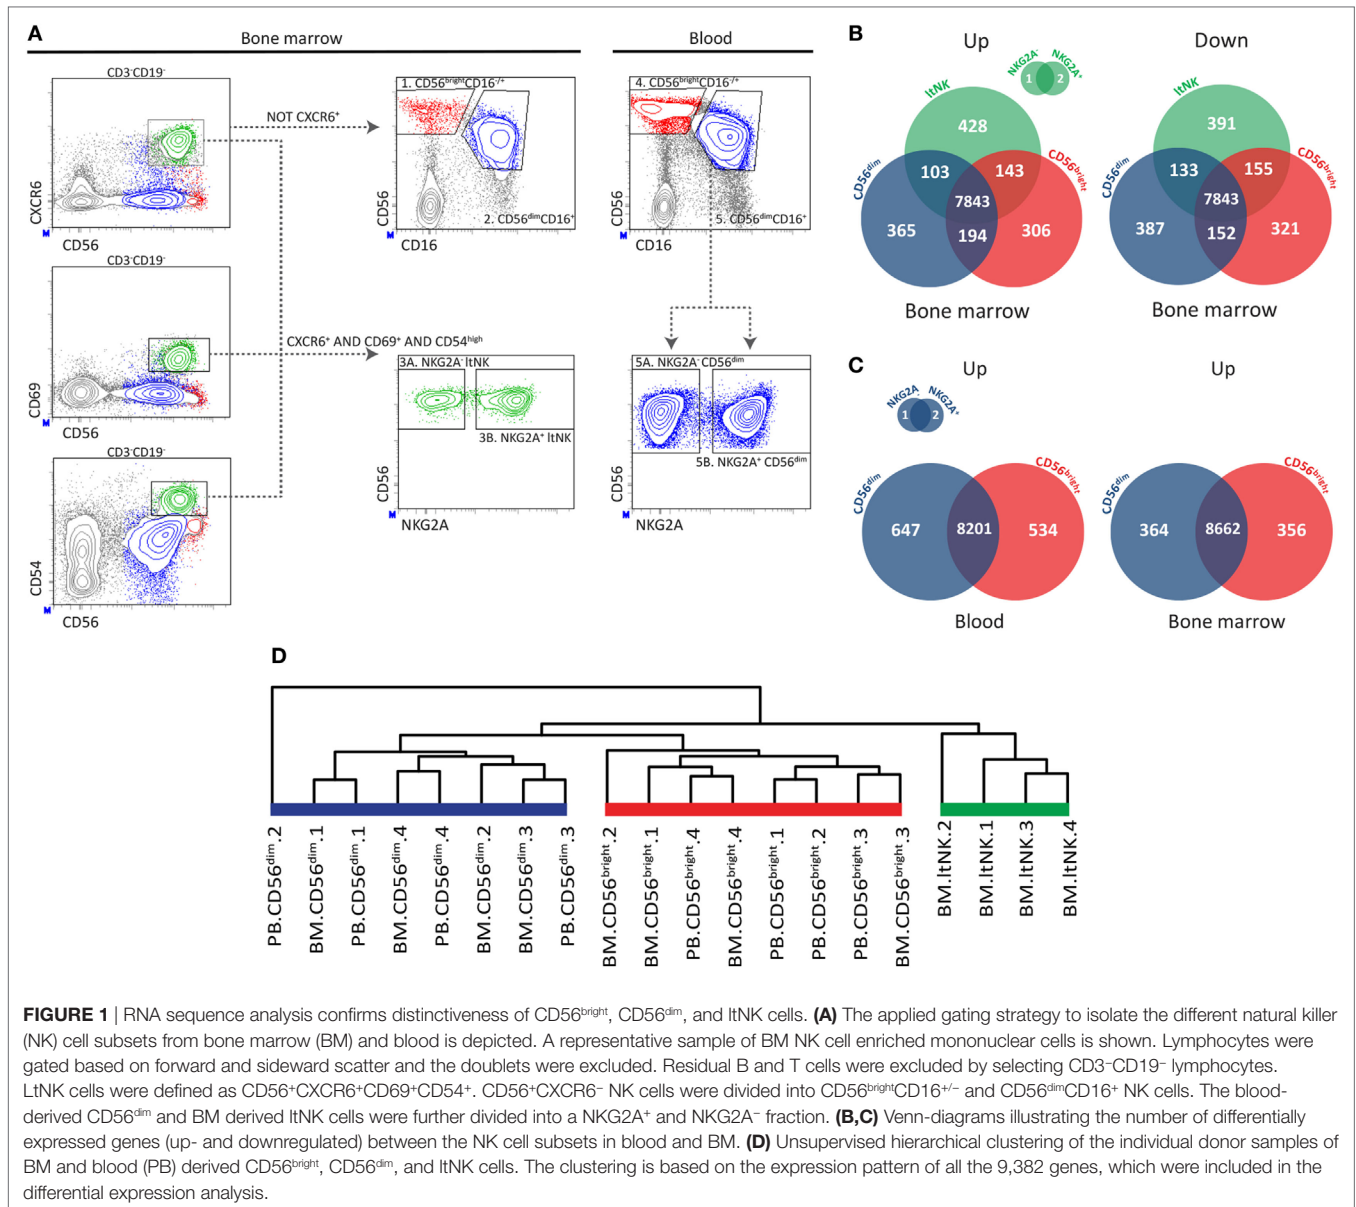 A
Bone marrow
Blood
CD3⁻CD19⁻
CXCR6
CD56
NOT CXCR6⁺
1. CD56ᵇʳⁱᵍʰᵗCD16⁻/⁺
2. CD56ᵈⁱᵐCD16⁺
CD56
CD16
4. CD56ᵇʳⁱᵍʰᵗCD16⁻/⁺
5. CD56ᵈⁱᵐCD16⁺
CD56
CD16
CD3⁻CD19⁻
CD69
CD56
CXCR6⁺ AND CD69⁺ AND CD54ʰⁱᵍʰ
3A. NKG2A⁻ ltNK
3B. NKG2A⁺ ltNK
CD56
NKG2A
5A. NKG2A⁻ CD56ᵈⁱᵐ
5B. NKG2A⁺ CD56ᵈⁱᵐ
CD56
NKG2A
CD3⁻CD19⁻
CD54
CD56
M
M
M
M
M
M
M
B
Up
NKG2A⁻
NKG2A⁺
1 2
ltNK
428
CD56ᵈⁱᵐ
CD56ᵇʳⁱᵍʰᵗ
103
143
7843
365
194
306
Bone marrow
Down
ltNK
391
CD56ᵈⁱᵐ
CD56ᵇʳⁱᵍʰᵗ
133
155
7843
387
152
321
Bone marrow
C
Up
NKG2A⁻
NKG2A⁺
1 2
CD56ᵈⁱᵐ
CD56ᵇʳⁱᵍʰᵗ
647
8201
534
Blood
Up
CD56ᵈⁱᵐ
CD56ᵇʳⁱᵍʰᵗ
364
8662
356
Bone marrow
D
PB.CD56ᵈⁱᵐ.2
BM.CD56ᵈⁱᵐ.1
PB.CD56ᵈⁱᵐ.1
BM.CD56ᵈⁱᵐ.4
PB.CD56ᵈⁱᵐ.4
BM.CD56ᵈⁱᵐ.2
BM.CD56ᵈⁱᵐ.3
PB.CD56ᵈⁱᵐ.3
BM.CD56ᵇʳⁱᵍʰᵗ.2
BM.CD56ᵇʳⁱᵍʰᵗ.1
PB.CD56ᵇʳⁱᵍʰᵗ.4
BM.CD56ᵇʳⁱᵍʰᵗ.4
PB.CD56ᵇʳⁱᵍʰᵗ.1
PB.CD56ᵇʳⁱᵍʰᵗ.2
PB.CD56ᵇʳⁱᵍʰᵗ.3
BM.CD56ᵇʳⁱᵍʰᵗ.3
BM.ltNK.2
BM.ltNK.1
BM.ltNK.3
BM.ltNK.4
FIGURE 1 | RNA sequence analysis confirms distinctiveness of CD56ᵇʳⁱᵍʰᵗ, CD56ᵈⁱᵐ, and ltNK cells. (A) The applied gating strategy to isolate the different natural killer
(NK) cell subsets from bone marrow (BM) and blood is depicted. A representative sample of BM NK cell enriched mononuclear cells is shown. Lymphocytes were
gated based on forward and sideward scatter and the doublets were excluded. Residual B and T cells were excluded by selecting CD3−CD19− lymphocytes.
LtNK cells were defined as CD56⁺CXCR6⁺CD69⁺CD54⁺. CD56⁺CXCR6⁻ NK cells were divided into CD56ᵇʳⁱᵍʰᵗCD16⁺/⁻ and CD56ᵈⁱᵐCD16⁺ NK cells. The blood-
derived CD56ᵈⁱᵐ and BM derived ltNK cells were further divided into a NKG2A⁺ and NKG2A⁻ fraction. (B,C) Venn-diagrams illustrating the number of differentially
expressed genes (up- and downregulated) between the NK cell subsets in blood and BM. (D) Unsupervised hierarchical clustering of the individual donor samples of
BM and blood (PB) derived CD56ᵇʳⁱᵍʰᵗ, CD56ᵈⁱᵐ, and ltNK cells. The clustering is based on the expression pattern of all the 9,382 genes, which were included in the
differential expression analysis.